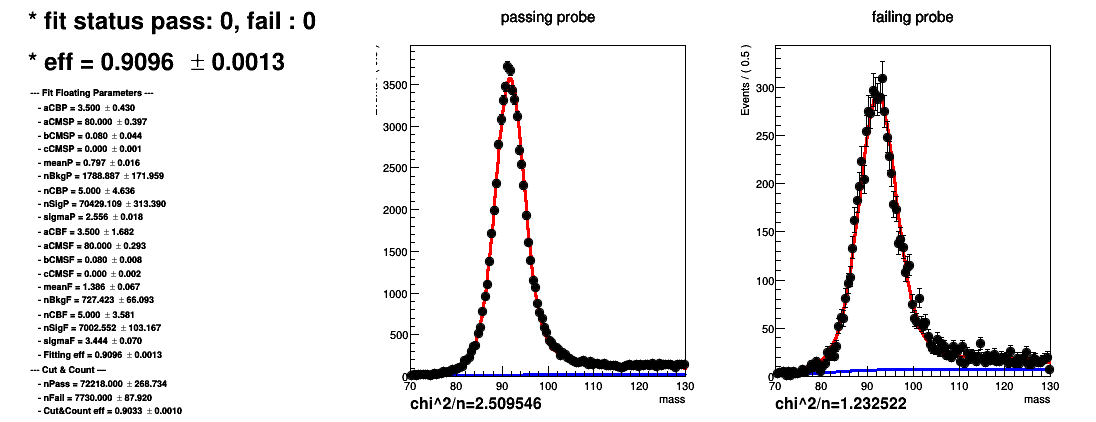 * fit status pass: 0, fail : 0
* eff = 0.9096 ± 0.0013
--- Fit Floating Parameters ---
- aCBP = 3.500 ± 0.430
- aCMSP = 80.000 ± 0.397
- bCMSP = 0.080 ± 0.044
- cCMSP = 0.000 ± 0.001
- meanP = 0.797 ± 0.016
- nBkgP = 1788.887 ± 171.959
- nCBP = 5.000 ± 4.636
- nSigP = 70429.109 ± 313.390
- sigmaP = 2.556 ± 0.018
- aCBF = 3.500 ± 1.682
- aCMSF = 80.000 ± 0.293
- bCMSF = 0.080 ± 0.008
- cCMSF = 0.000 ± 0.002
- meanF = 1.386 ± 0.067
- nBkgF = 727.423 ± 66.093
- nCBF = 5.000 ± 3.581
- nSigF = 7002.552 ± 103.167
- sigmaF = 3.444 ± 0.070
- Fitting eff = 0.9096 ± 0.0013
--- Cut & Count ---
- nPass = 72218.000 ± 268.734
- nFail = 7730.000 ± 87.920
- Cut&Count eff = 0.9033 ± 0.0010
passing probe
3500
3000
2500
2000
1500
1000
500
0
70 80 90 100 110 120 130
mass
chi^2/n=2.509546
failing probe
Events / ( 0.5 )
300
250
200
150
100
50
0
70 80 90 100 110 120 130
mass
chi^2/n=1.232522